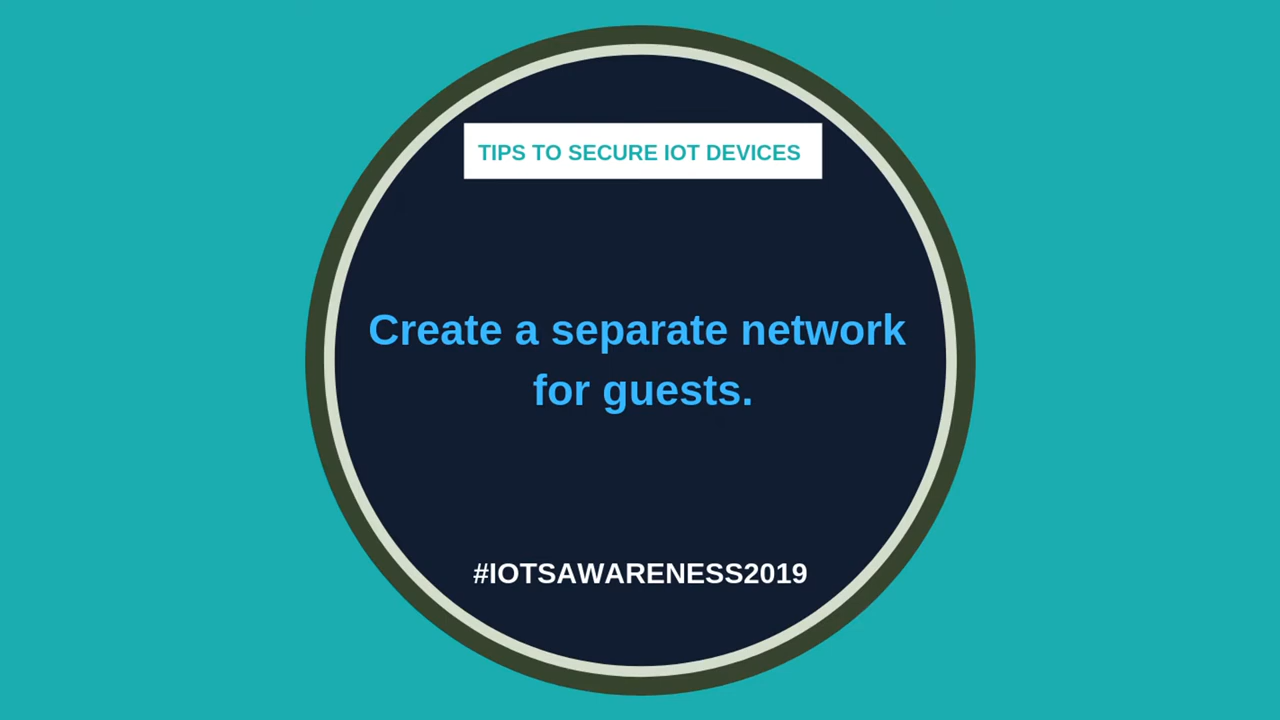 TIPS TO SECURE IOT DEVICES
Create a separate network
for guests.
#IOTSAWARENESS2019